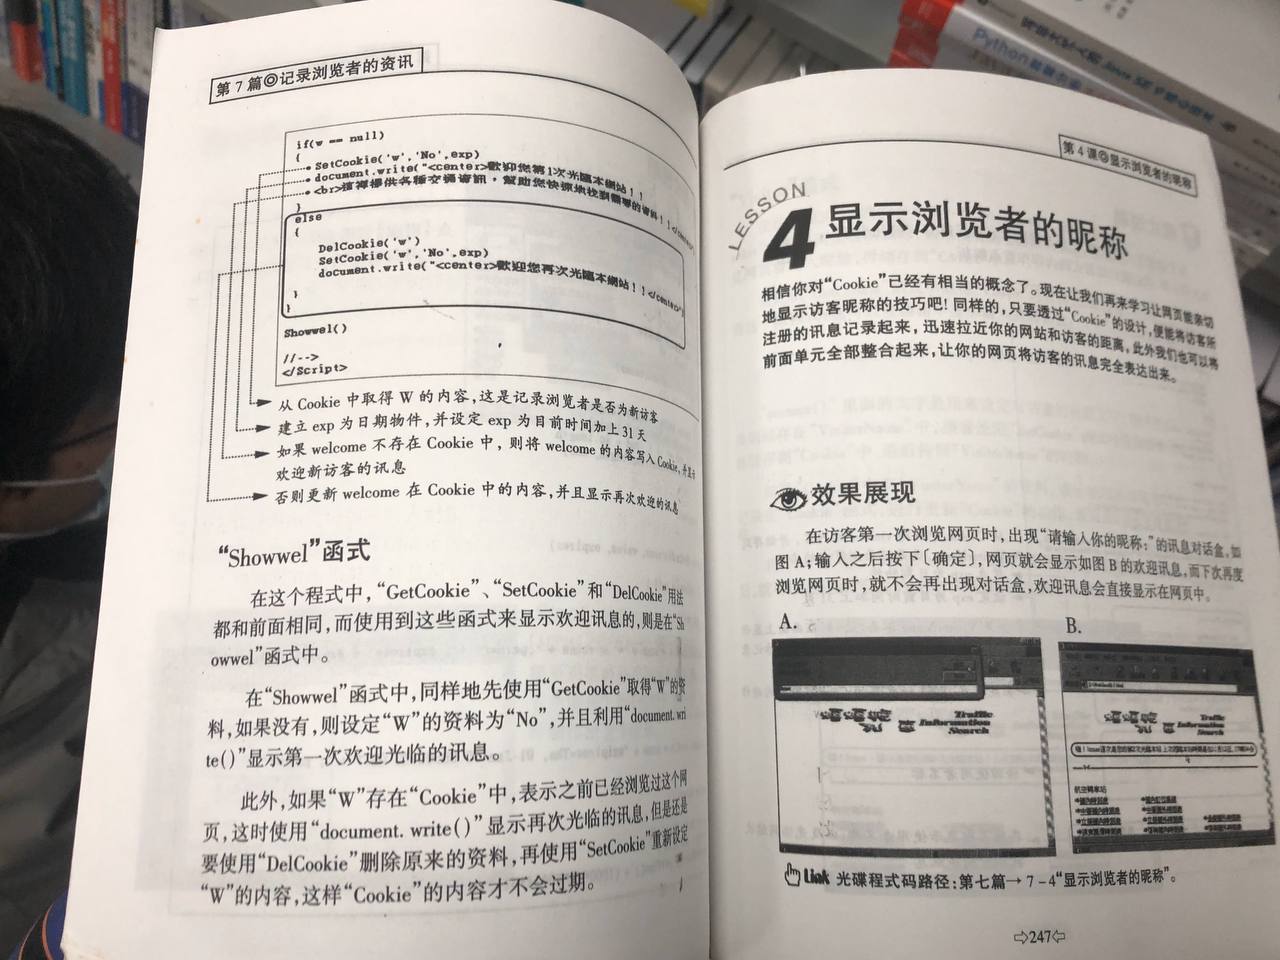 第7篇◎记录浏览者的资讯
if(w == null)
{
SetCookie('w','No',exp)
document.write("<center>歡迎您第1次光臨本網站！！
<br>這裡提供各種交通資訊，幫助您快速地找到需要的資料！！</center>
}
else
{
DelCookie('w')
SetCookie('w','No',exp)
document.write("<center>歡迎您再次光臨本網站！！</center>
}
}
Showwel()
//-->
</Script>
从 Cookie 中取得 W 的内容,这是记录浏览者是否为新访客
建立 exp 为日期物件,并设定 exp 为目前时间加上 31 天
如果 welcome 不存在 Cookie 中，则将 welcome 的内容写入 Cookie,
欢迎新访客的讯息
否则更新 welcome 在 Cookie 中的内容,并且显示再次欢迎的讯息
“Showwel”函式
在这个程式中，“GetCookie”、“SetCookie”和“DelCookie”用法
都和前面相同,而使用到这些函式来显示欢迎讯息的,则是在“Sh
owwel”函式中。
在“Showwel”函式中,同样地先使用“GetCookie”取得“W”的资
料,如果没有,则设定“W”的资料为“No”,并且利用“document. wri
te()”显示第一次欢迎光临的讯息。
此外,如果“W”存在“Cookie”中,表示之前已经浏览过这个网
页,这时使用“document. write()”显示再次光临的讯息,但是还是
要使用“DelCookie”删除原来的资料,再使用“SetCookie”重新设定
“W”的内容,这样“Cookie”的内容才不会过期。
第4课◎显示浏览者的昵称
LESSON
4 显示浏览者的昵称
相信你对“Cookie”已经有相当的概念了。现在让我们再来学习让网页能亲切
地显示访客昵称的技巧吧! 同样的,只要透过“Cookie”的设计,便能将访客所
注册的讯息记录起来，迅速拉近你的网站和访客的距离,此外我们也可以将
前面单元全部整合起来,让你的网页将访客的讯息完全表达出来。
效果展现
在访客第一次浏览网页时,出现“请输入你的昵称:”的讯息对话盒,如
图 A;输入之后按下〔确定〕,网页就会显示如图 B 的欢迎讯息,而下次再度
浏览网页时,就不会再出现对话盒,欢迎讯息会直接显示在网页中。
A.
B.
Traffic
Information
Search
Traffic
Information
Search
Link 光碟程式码路径:第七篇→7-4“显示浏览者的昵称”。
⇨247⇦